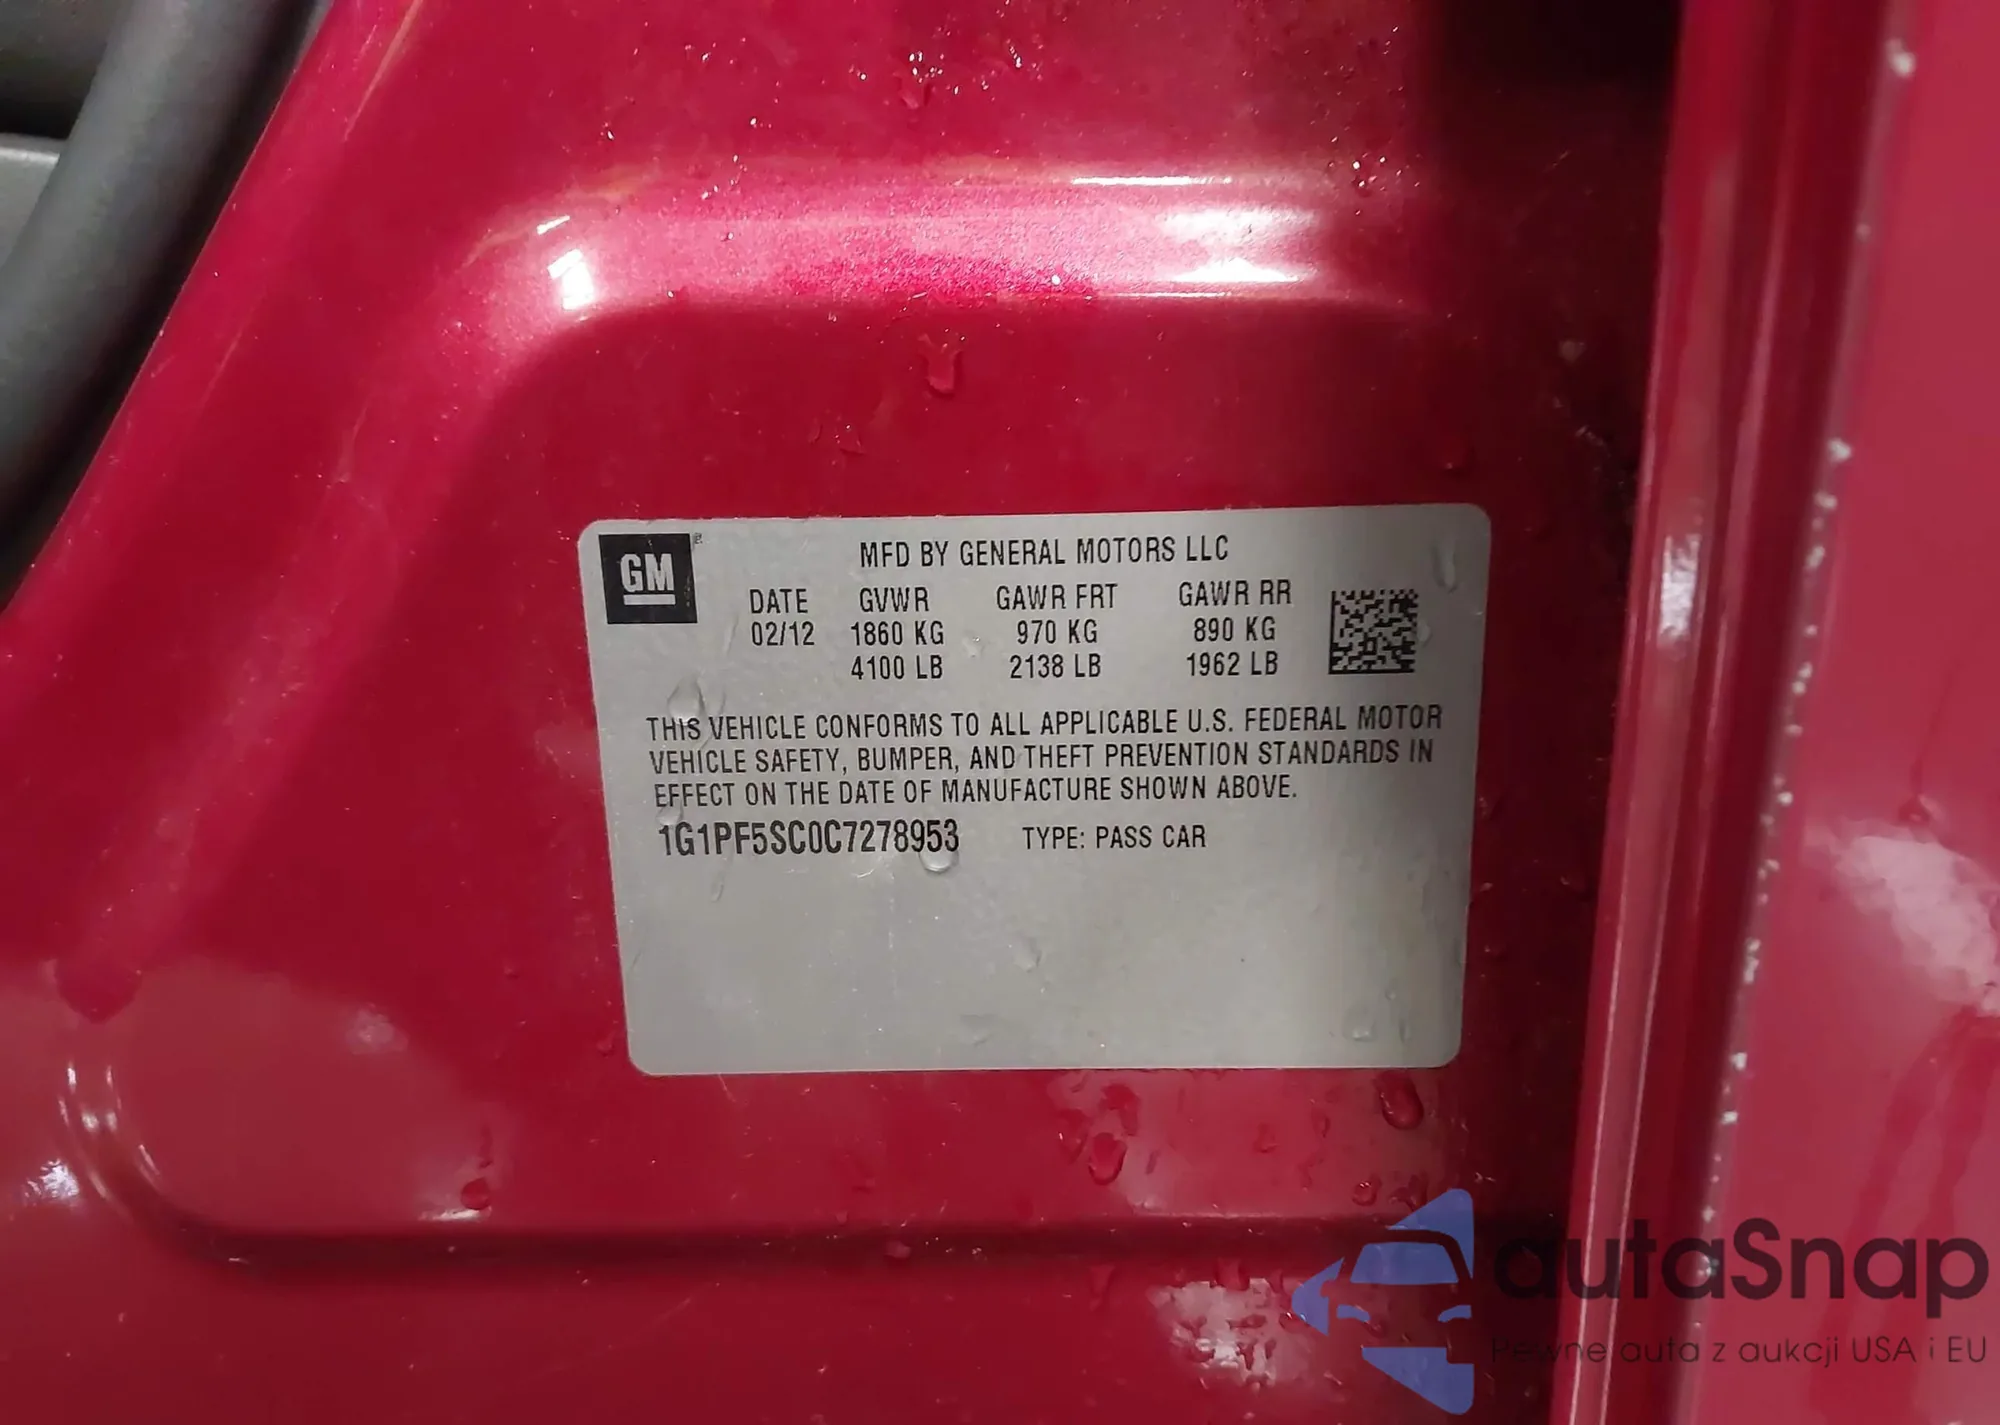 GM
MFD BY GENERAL MOTORS LLC
DATE GVWR GAWR FRT GAWR RR
02/12 1860 KG 970 KG 890 KG
4100 LB 2138 LB 1962 LB
THIS VEHICLE CONFORMS TO ALL APPLICABLE U.S. FEDERAL MOTOR
VEHICLE SAFETY, BUMPER, AND THEFT PREVENTION STANDARDS IN
EFFECT ON THE DATE OF MANUFACTURE SHOWN ABOVE.
1G1PF5SC0C7278953 TYPE: PASS CAR
autaSnap
Pewne auta z aukcji USA i EU